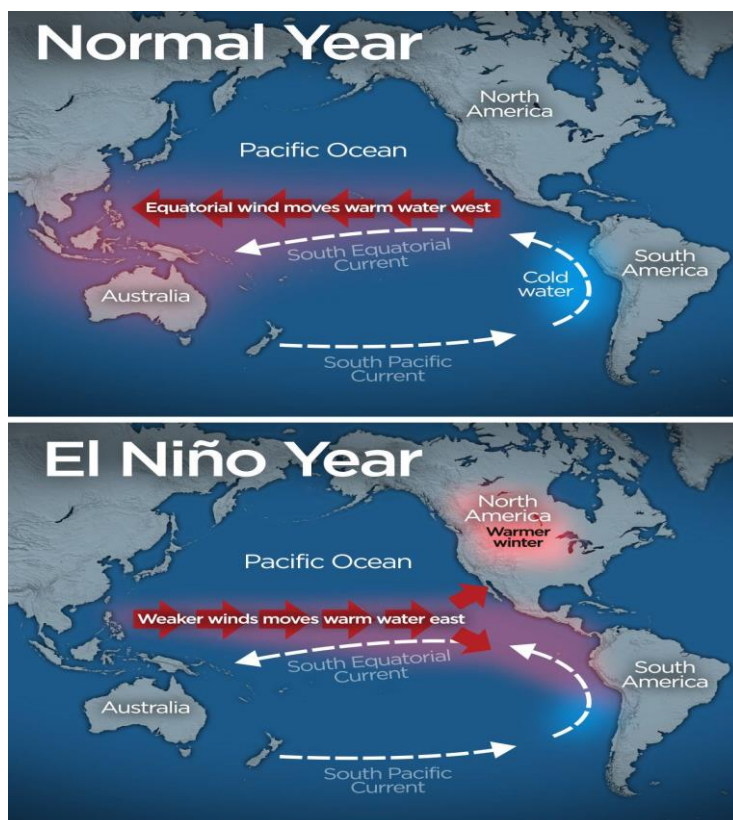 Normal Year
North
America
Pacific Ocean
Equatorial wind moves warm water west
South Equatorial
Current
South
America
Cold
water
Australia
South Pacific
Current
El Niño Year
North
America
Warmer
winter
Pacific Ocean
Weaker winds moves warm water east
South Equatorial
Current
South
America
Australia
South Pacific
Current